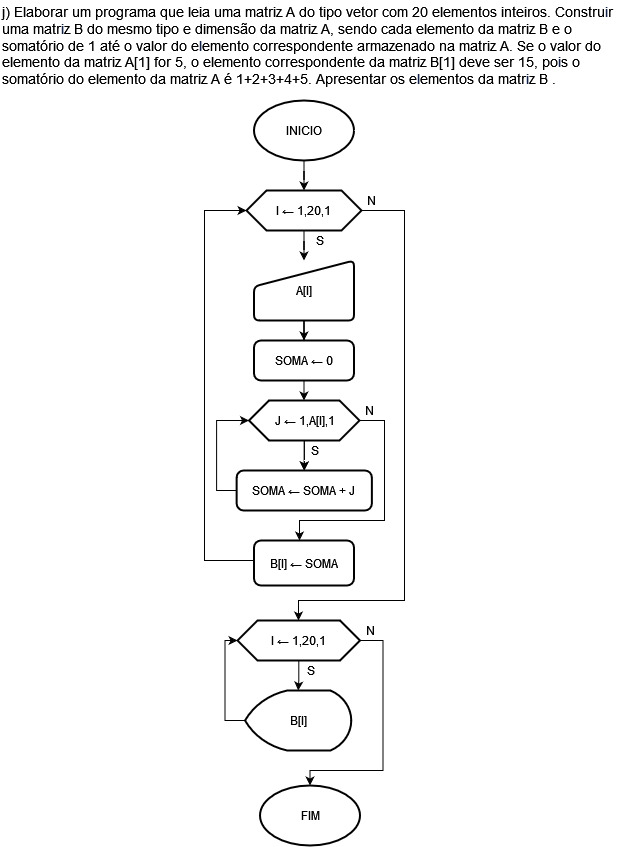 j) Elaborar um programa que leia uma matriz A do tipo vetor com 20 elementos inteiros. Construir
uma matriz B do mesmo tipo e dimensão da matriz A, sendo cada elemento da matriz B e o
somatório de 1 até o valor do elemento correspondente armazenado na matriz A. Se o valor do
elemento da matriz A[1] for 5, o elemento correspondente da matriz B[1] deve ser 15, pois o
somatório do elemento da matriz A é 1+2+3+4+5. Apresentar os elementos da matriz B .
INICIO
I ← 1,20,1
N
S
A[I]
SOMA ← 0
J ← 1,A[I],1
N
S
SOMA ← SOMA + J
B[I] ← SOMA
I ← 1,20,1
N
S
B[I]
FIM